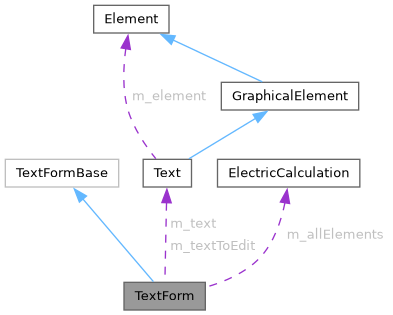 Element
m_element
GraphicalElement
TextFormBase
Text
ElectricCalculation
m_text
m_textToEdit
m_allElements
TextForm